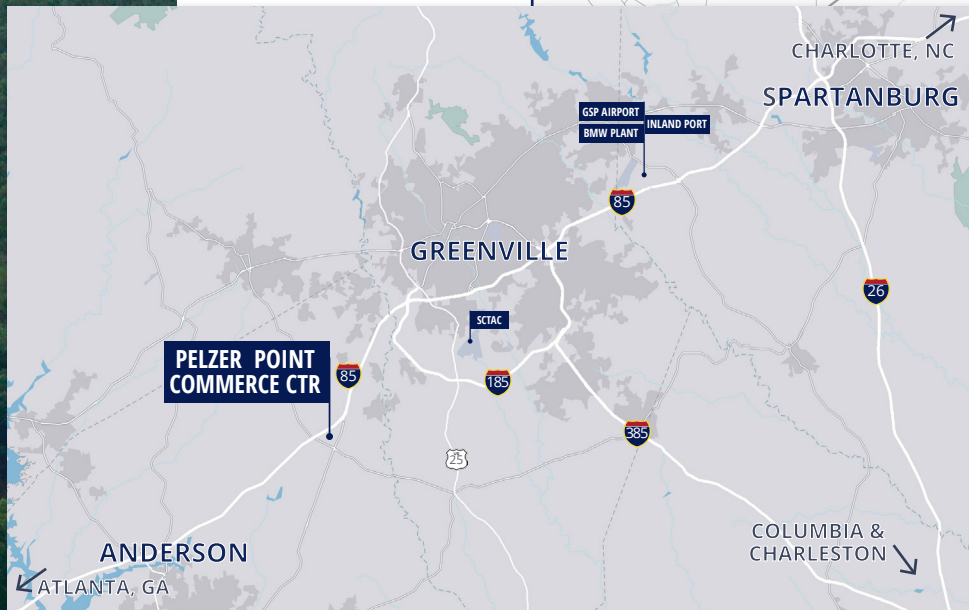 CHARLOTTE, NC
SPARTANBURG
GSP AIRPORT
INLAND PORT
BMW PLANT
85
GREENVILLE
26
SCTAC
PELZER POINT
COMMERCE CTR
85
185
385
25
COLUMBIA &
CHARLESTON
ANDERSON
ATLANTA, GA